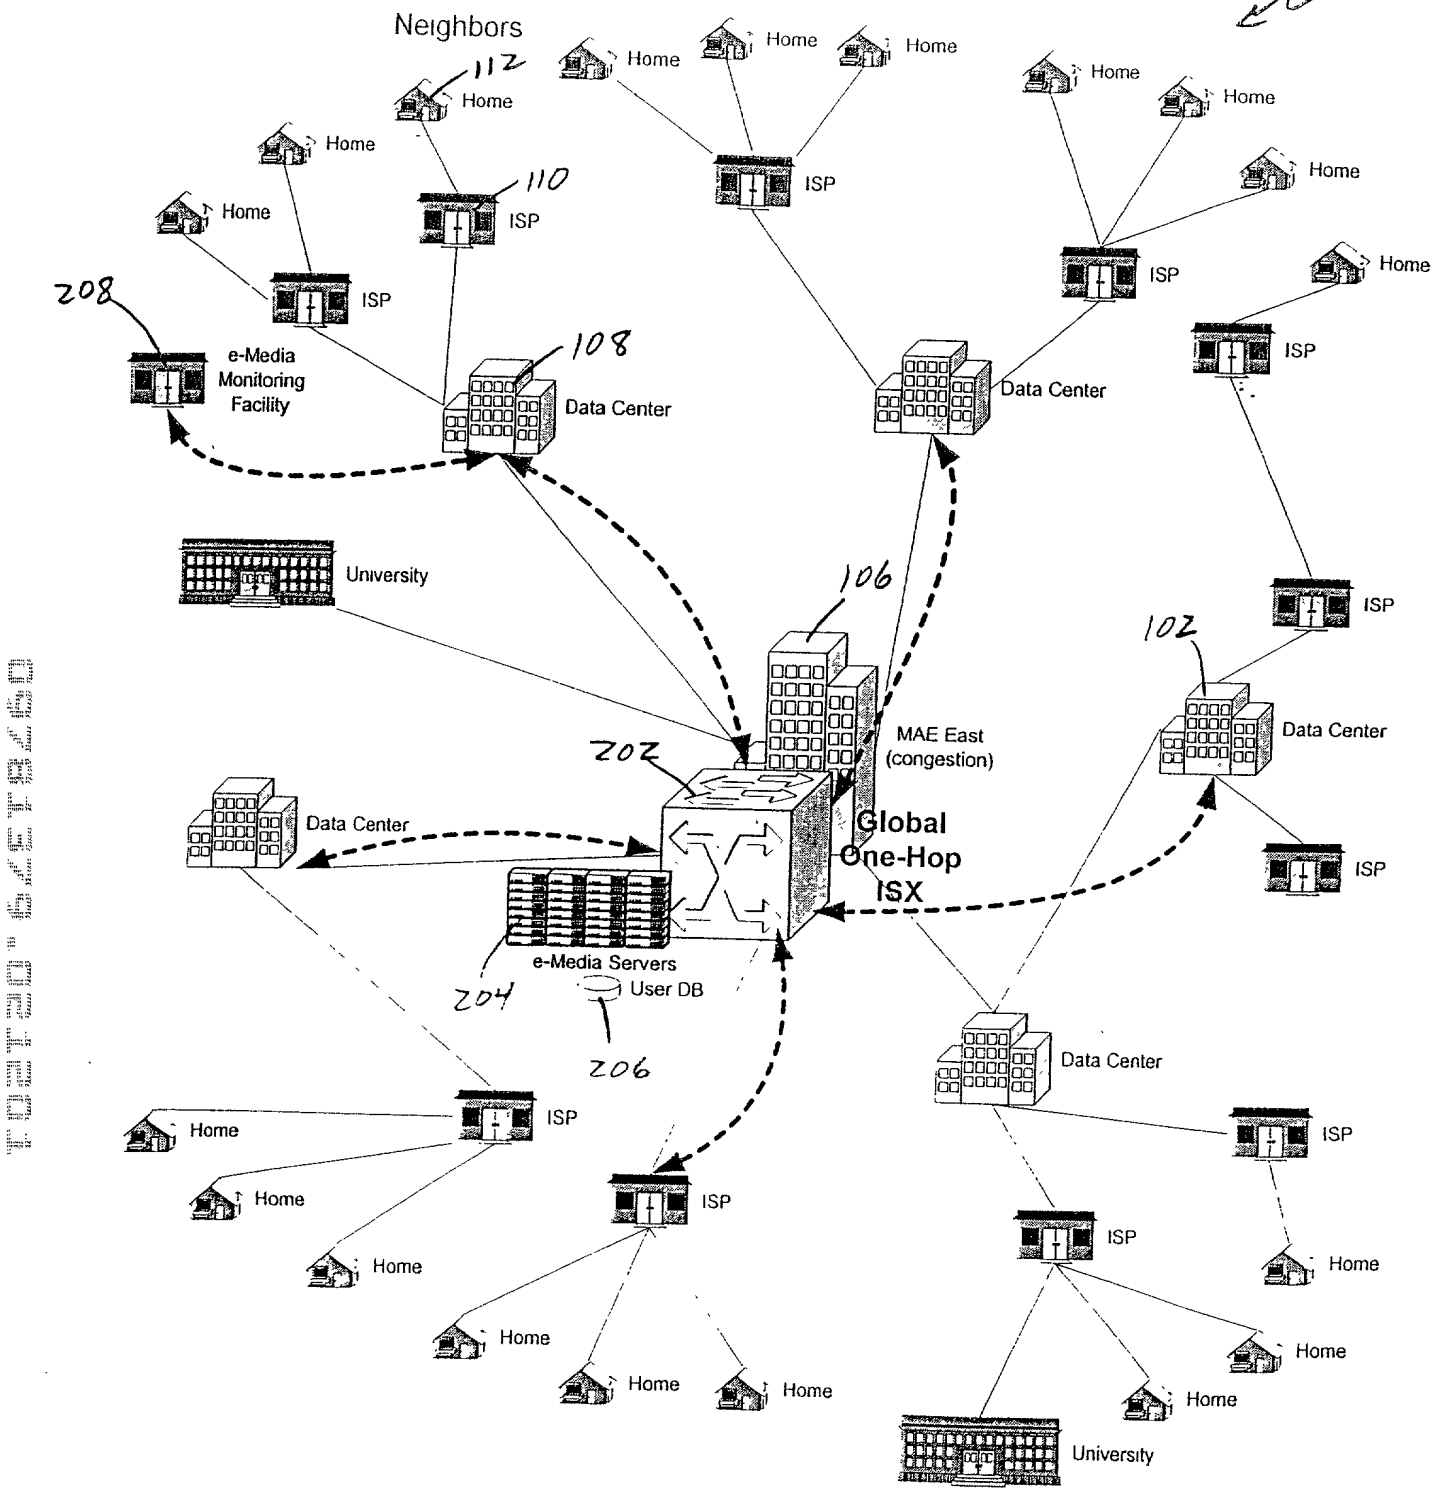 Neighbors
112
Home
Home
Home
Home
Home
Home
Home
Home
Home
Home
110
ISP
ISP
ISP
ISP
ISP
208
e-Media
Monitoring
Facility
108
Data Center
Data Center
University
106
ISP
102
Data Center
MAE East
(congestion)
202
Global
One-Hop
ISX
Data Center
ISP
e-Media Servers
204
User DB
206
Data Center
ISP
Home
Home
Home
ISP
Home
Home
Home
ISP
Home
ISP
Home
Home
University